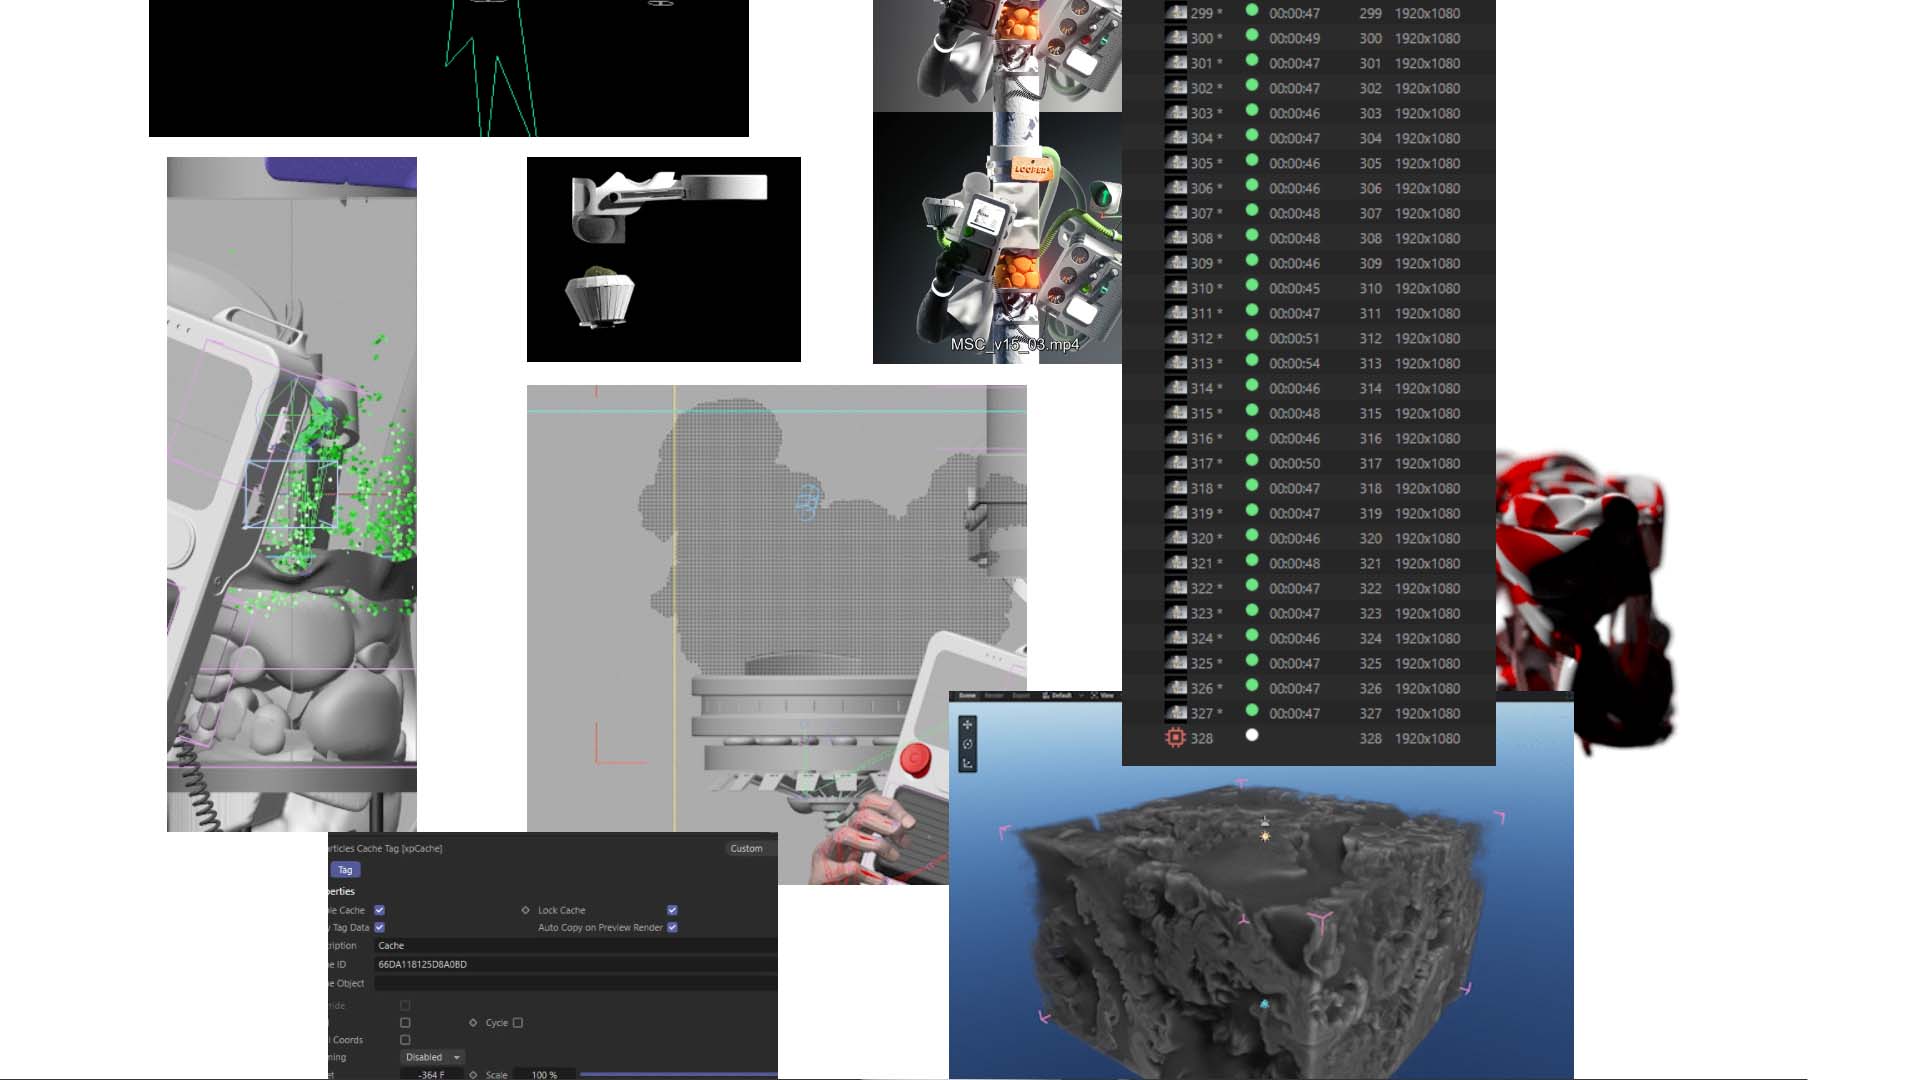 299 * 00:00:47 299 1920x1080
300 * 00:00:49 300 1920x1080
301 * 00:00:47 301 1920x1080
302 * 00:00:47 302 1920x1080
303 * 00:00:46 303 1920x1080
304 * 00:00:47 304 1920x1080
305 * 00:00:46 305 1920x1080
306 * 00:00:46 306 1920x1080
307 * 00:00:48 307 1920x1080
308 * 00:00:48 308 1920x1080
309 * 00:00:46 309 1920x1080
310 * 00:00:45 310 1920x1080
311 * 00:00:47 311 1920x1080
312 * 00:00:51 312 1920x1080
313 * 00:00:54 313 1920x1080
314 * 00:00:46 314 1920x1080
315 * 00:00:48 315 1920x1080
316 * 00:00:46 316 1920x1080
317 * 00:00:50 317 1920x1080
318 * 00:00:47 318 1920x1080
319 * 00:00:47 319 1920x1080
320 * 00:00:46 320 1920x1080
321 * 00:00:48 321 1920x1080
322 * 00:00:47 322 1920x1080
323 * 00:00:47 323 1920x1080
324 * 00:00:46 324 1920x1080
325 * 00:00:47 325 1920x1080
326 * 00:00:47 326 1920x1080
327 * 00:00:47 327 1920x1080
328 328 1920x1080
LOOPER
MSC_v15_03.mp4
Scene Render Export Default View
rticles Cache Tag [xpCache] Custom
Tag
erties
le Cache Lock Cache
Tag Data Auto Copy on Preview Render
ription Cache
e ID 66DA118125D8A0BD
e Object
ide
Cycle
l Coords
ning Disabled
et -364 F Scale 100 %